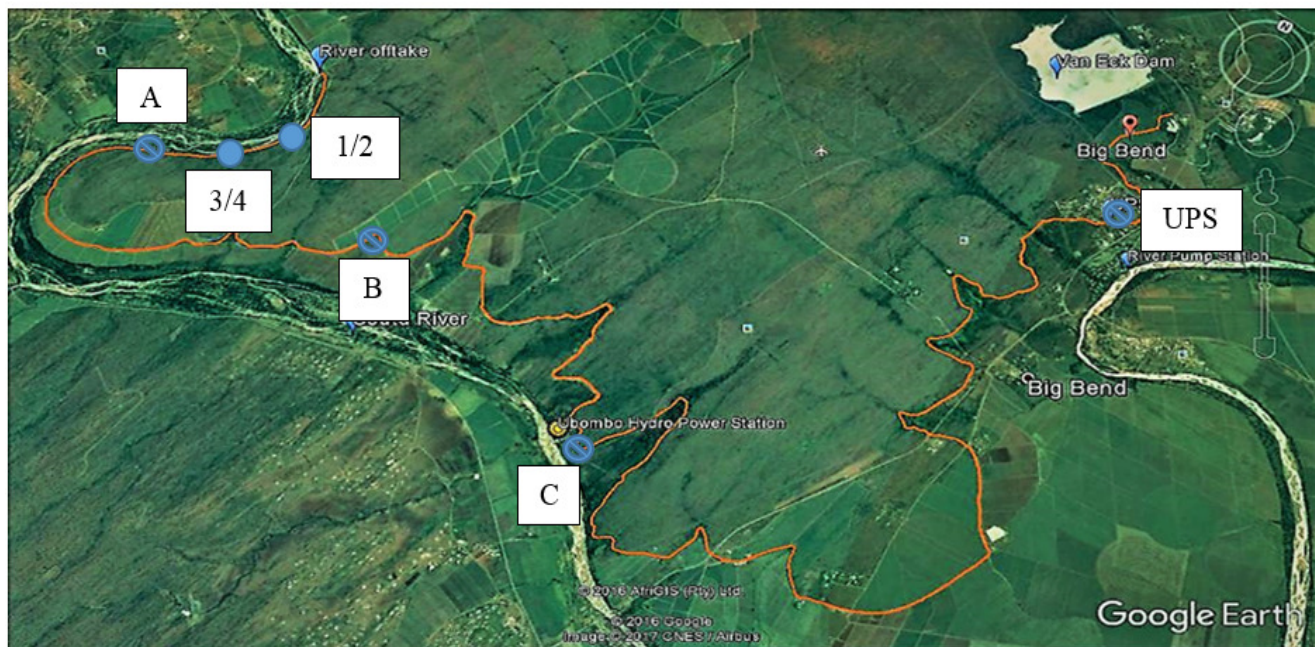 River offtake
A
Van Eck Dam
1/2
Big Bend
3/4
UPS
River Pump Station
B
River
Big Bend
Ubombo Hydro Power Station
C
© 2016 AfriGIS (Pty) Ltd.
© 2016 Google
Image © 2017 CNES / Airbus
Google Earth
N